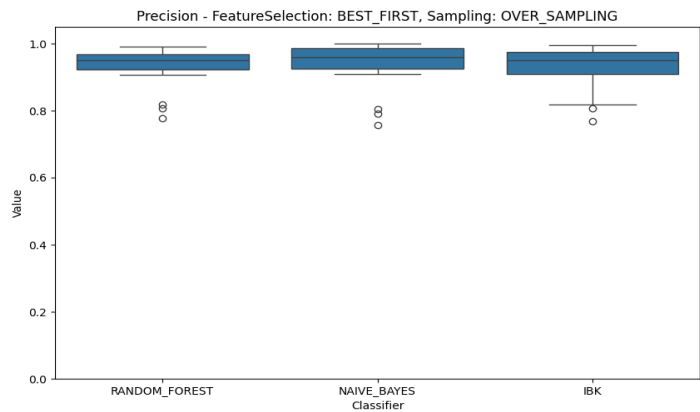 Precision - FeatureSelection: BEST_FIRST, Sampling: OVER_SAMPLING
1.0
0.8
0.6
0.4
0.2
0.0
Value
RANDOM_FOREST NAIVE_BAYES IBK
Classifier